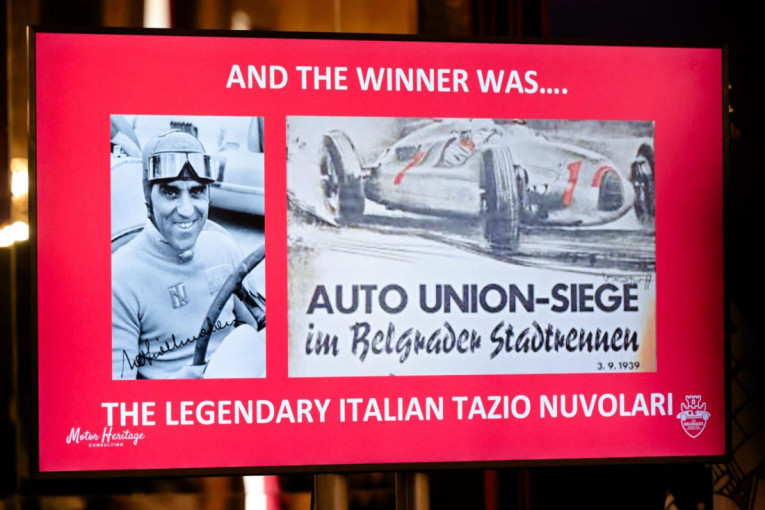 AND THE WINNER WAS....
AUTO UNION-SIEGE
im Belgrader Stadtrennen
3. 9. 1939
THE LEGENDARY ITALIAN TAZIO NUVOLARI
Motor Heritage
CONSULTING